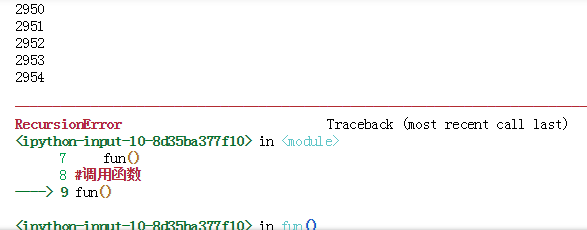 2950
2951
2952
2953
2954
RecursionError Traceback (most recent call last)
<ipython-input-10-8d35ba377f10> in <module>
7 fun()
8 #调用函数
----> 9 fun()
<ipython-input-10-8d35ba377f10> in fun()